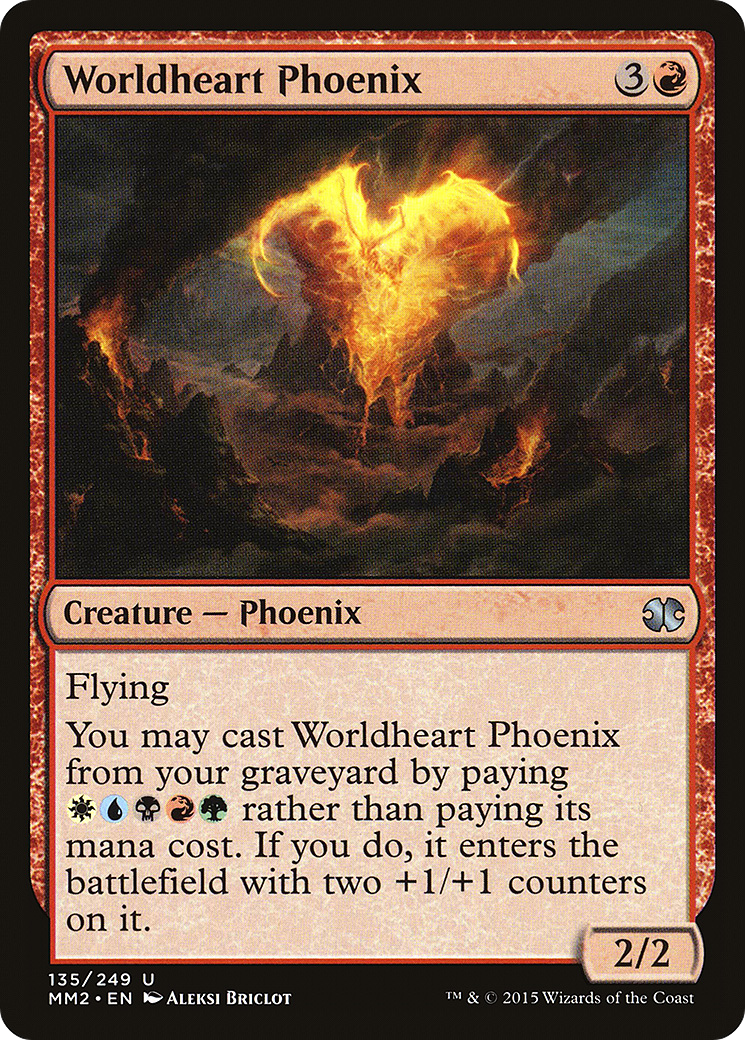 Worldheart Phoenix 3
Creature — Phoenix
Flying
You may cast Worldheart Phoenix
from your graveyard by paying
rather than paying its
mana cost. If you do, it enters the
battlefield with two +1/+1 counters
on it.
2/2
135/249 U
MM2 • EN Aleksi Briclot
™ & © 2015 Wizards of the Coast